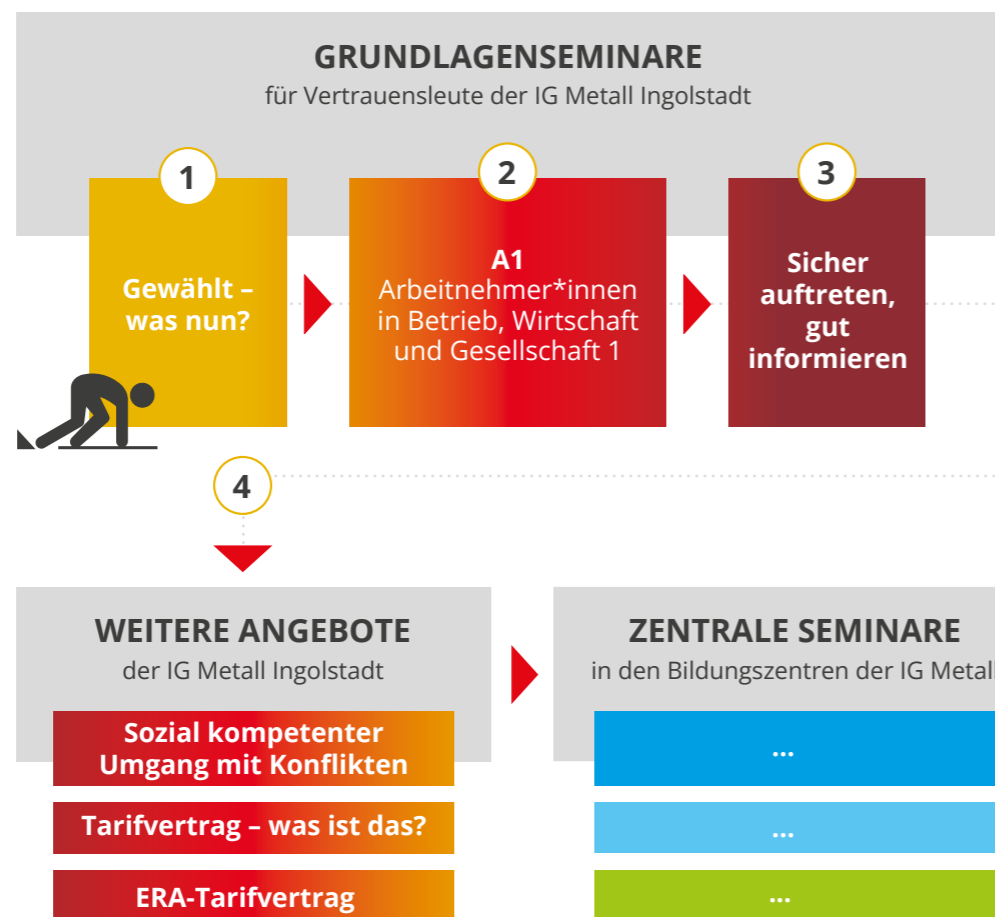 GRUNDLAGENSEMINARE
für Vertrauensleute der IG Metall Ingolstadt
1
Gewählt –
was nun?
2
A1
Arbeitnehmer*innen
in Betrieb, Wirtschaft
und Gesellschaft 1
3
Sicher
auftreten,
gut
informieren
4
WEITERE ANGEBOTE
der IG Metall Ingolstadt
Sozial kompetenter
Umgang mit Konflikten
Tarifvertrag – was ist das?
ERA-Tarifvertrag
ZENTRALE SEMINARE
in den Bildungszentren der IG Metall
...
...
...